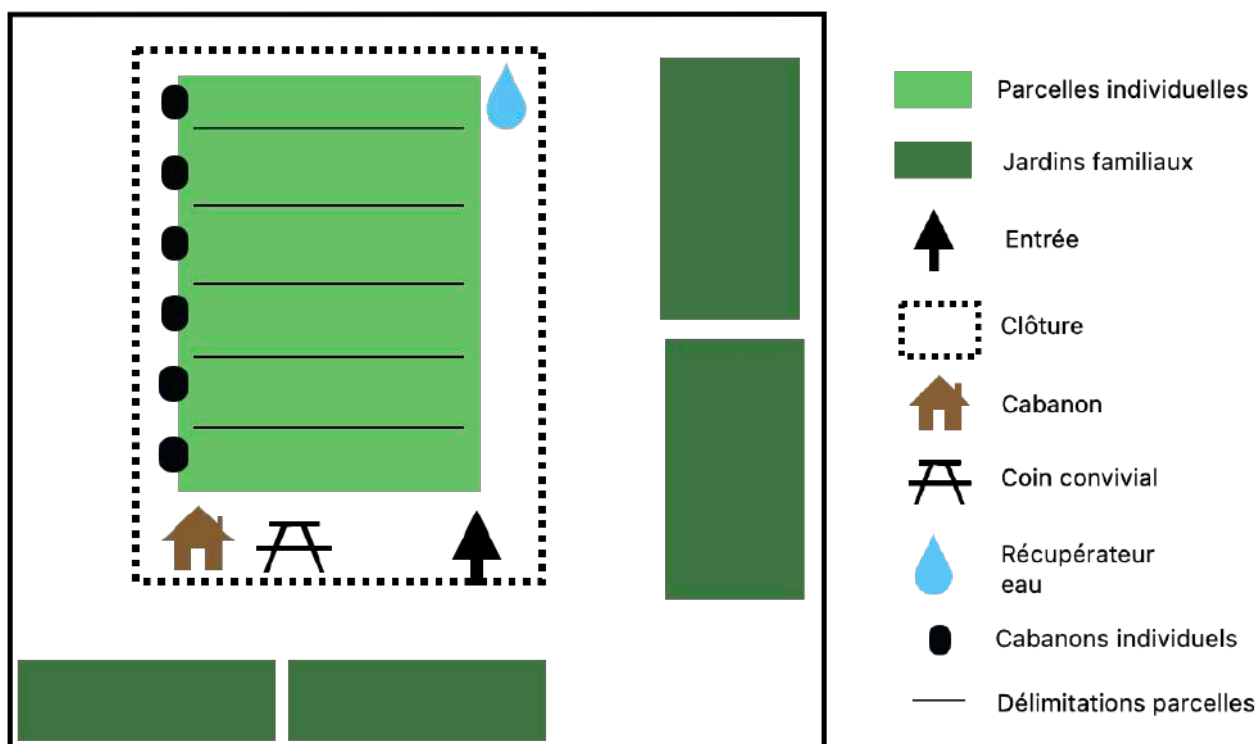 Parcelles individuelles
Jardins familiaux
Entrée
Clôture
Cabanon
Coin convivial
Récupérateur
eau
Cabanons individuels
Délimitations parcelles